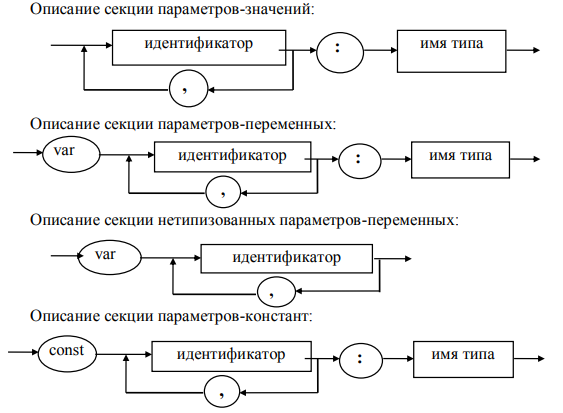 Описание секции параметров-значений:
идентификатор : имя типа
,
Описание секции параметров-переменных:
var идентификатор : имя типа
,
Описание секции нетипизованных параметров-переменных:
var идентификатор
,
Описание секции параметров-констант:
const идентификатор : имя типа
,